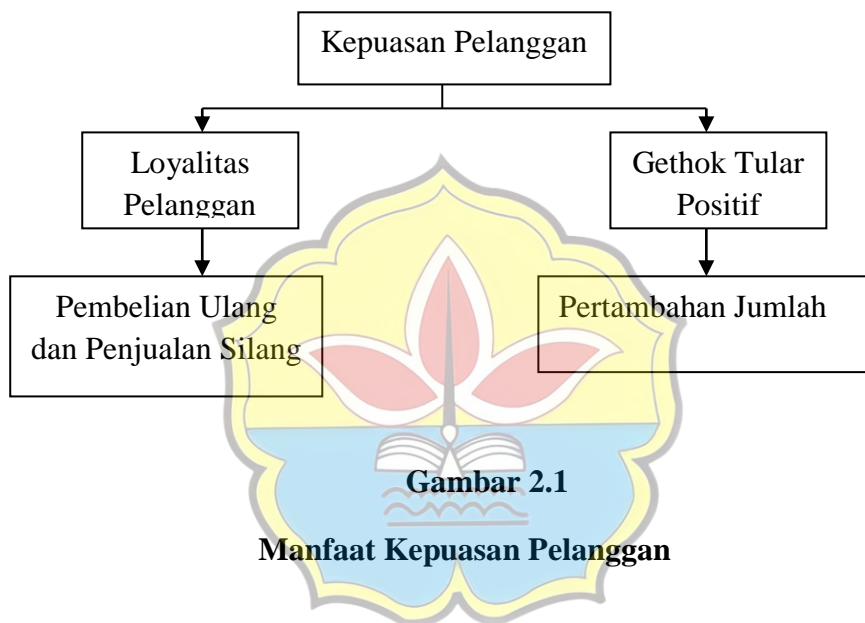 Kepuasan Pelanggan
Loyalitas
Pelanggan
Gethok Tular
Positif
Pembelian Ulang
dan Penjualan Silang
Pertambahan Jumlah
Gambar 2.1
Manfaat Kepuasan Pelanggan